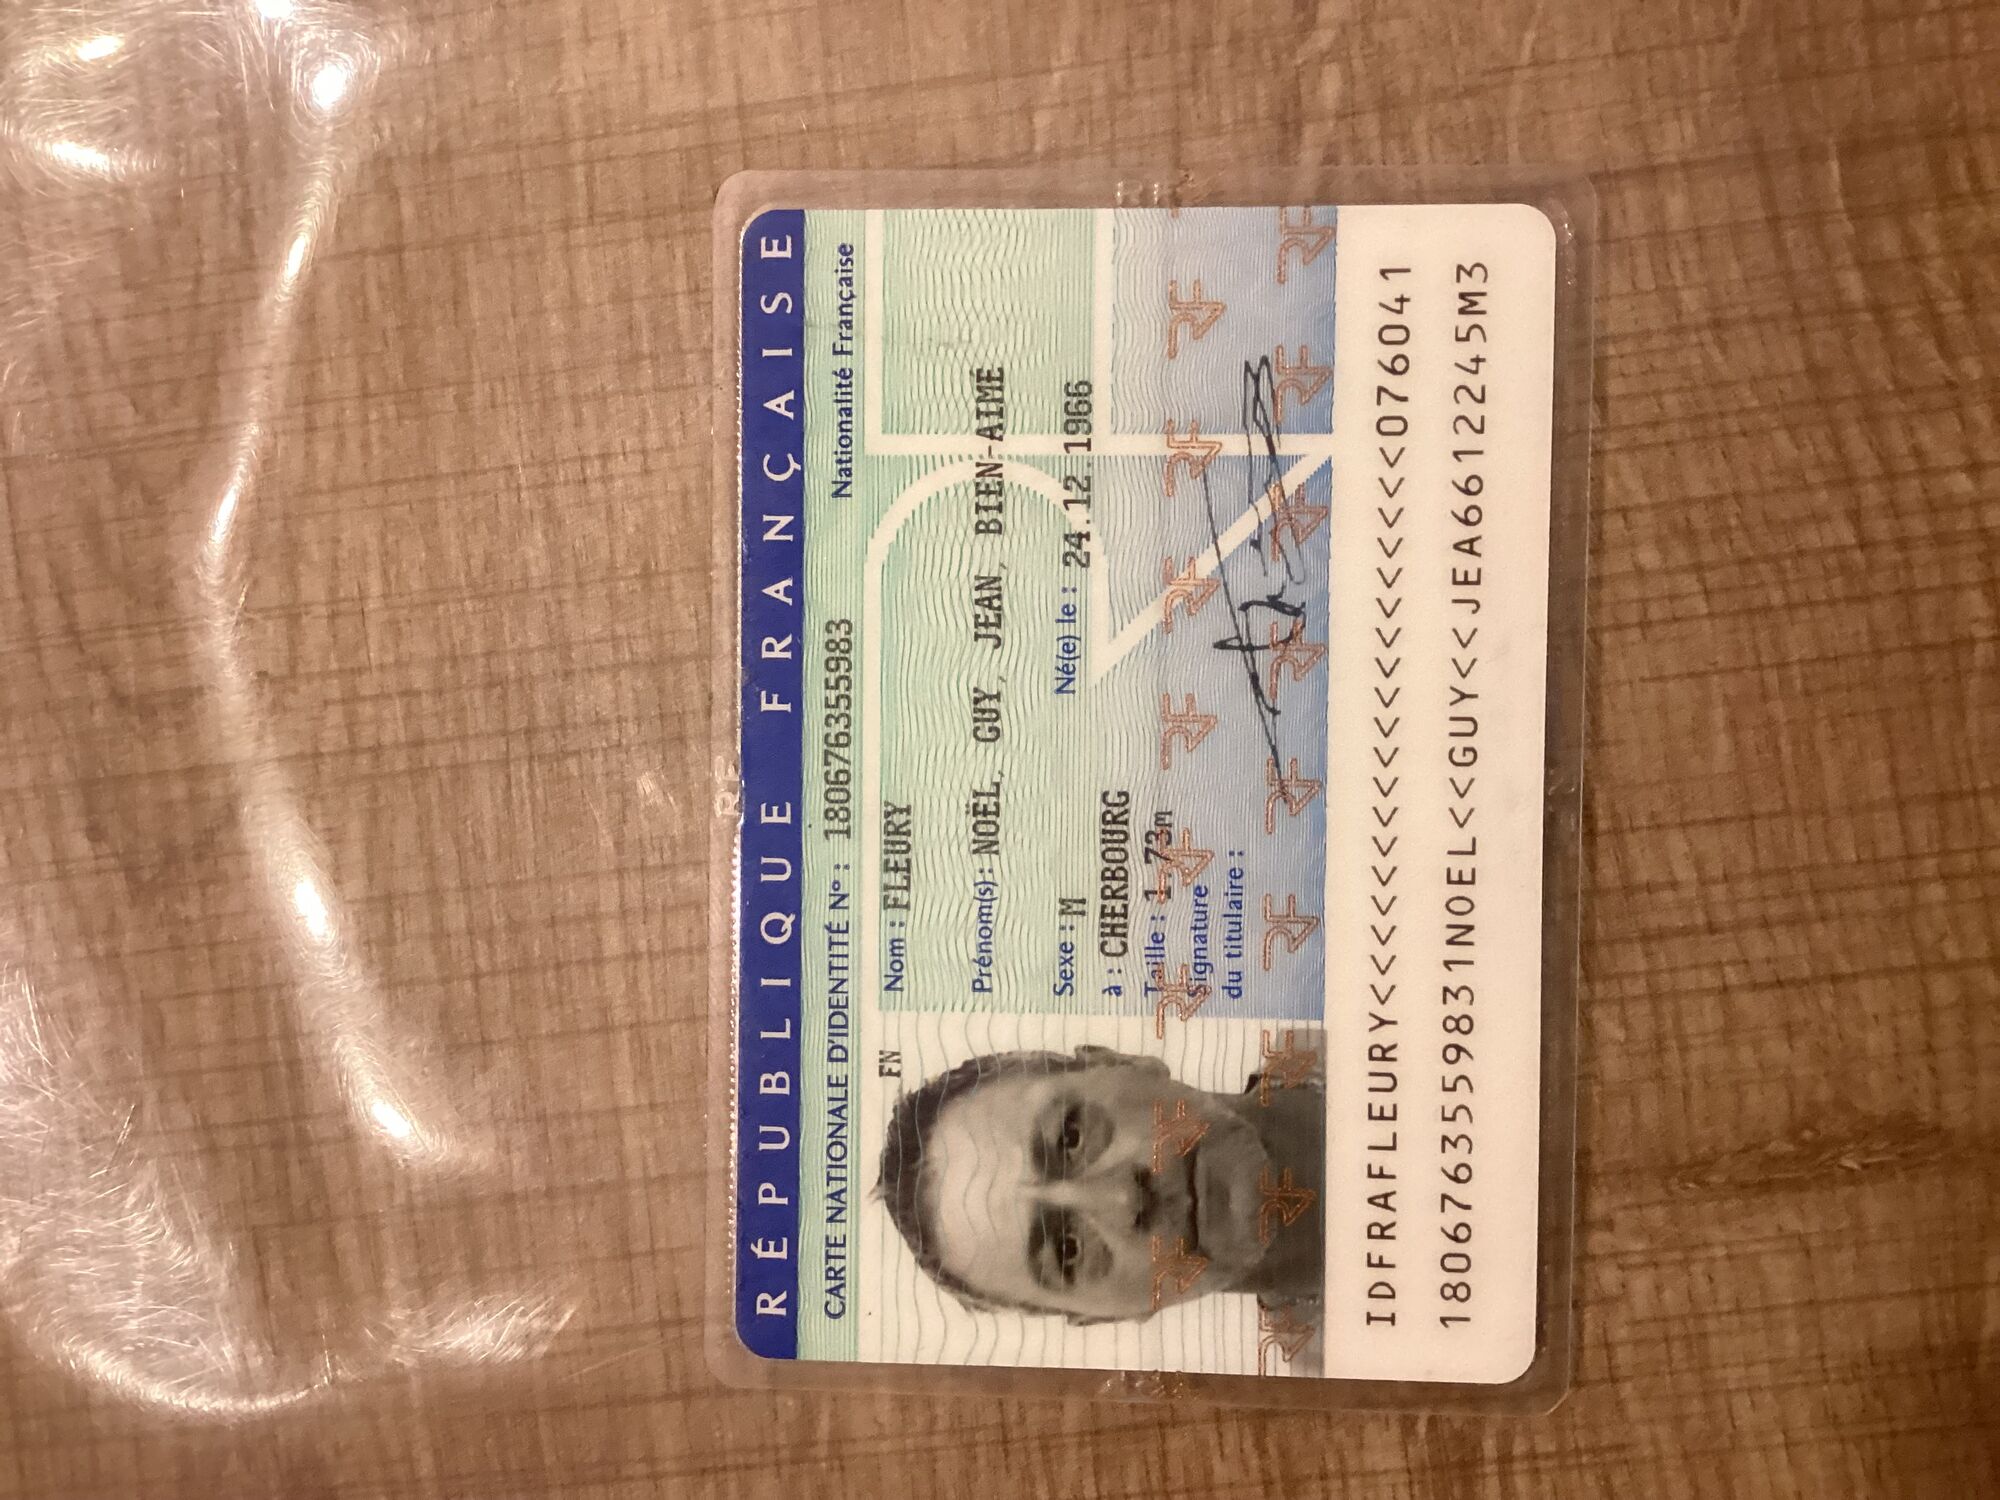 RÉPUBLIQUE FRANÇAISE
CARTE NATIONALE D'IDENTITÉ N° : 180676355983 Nationalité Française
FN
Nom : FLEURY
Prénom(s) : NOËL, GUY, JEAN, BIEN-AIMÉ
Sexe : M Né(e) le : 24.12.1966
à : CHERBOURG
Taille : 1.73m
Signature
du titulaire :
IDFRAFLEURY<<<<<<<<<<<<<<<<<<<076041
1806763559831NOEL<<GUY<<JEA6612245M3